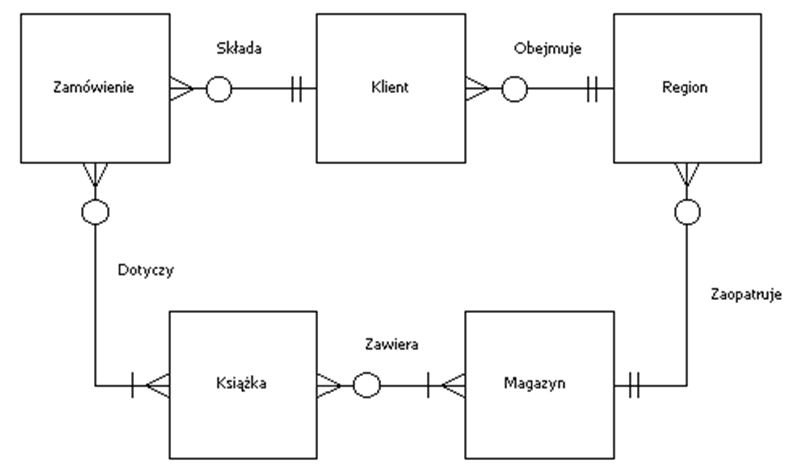 Składa
Obejmuje
Zamówienie
Klient
Region
Dotyczy
Zaopatruje
Zawiera
Książka
Magazyn